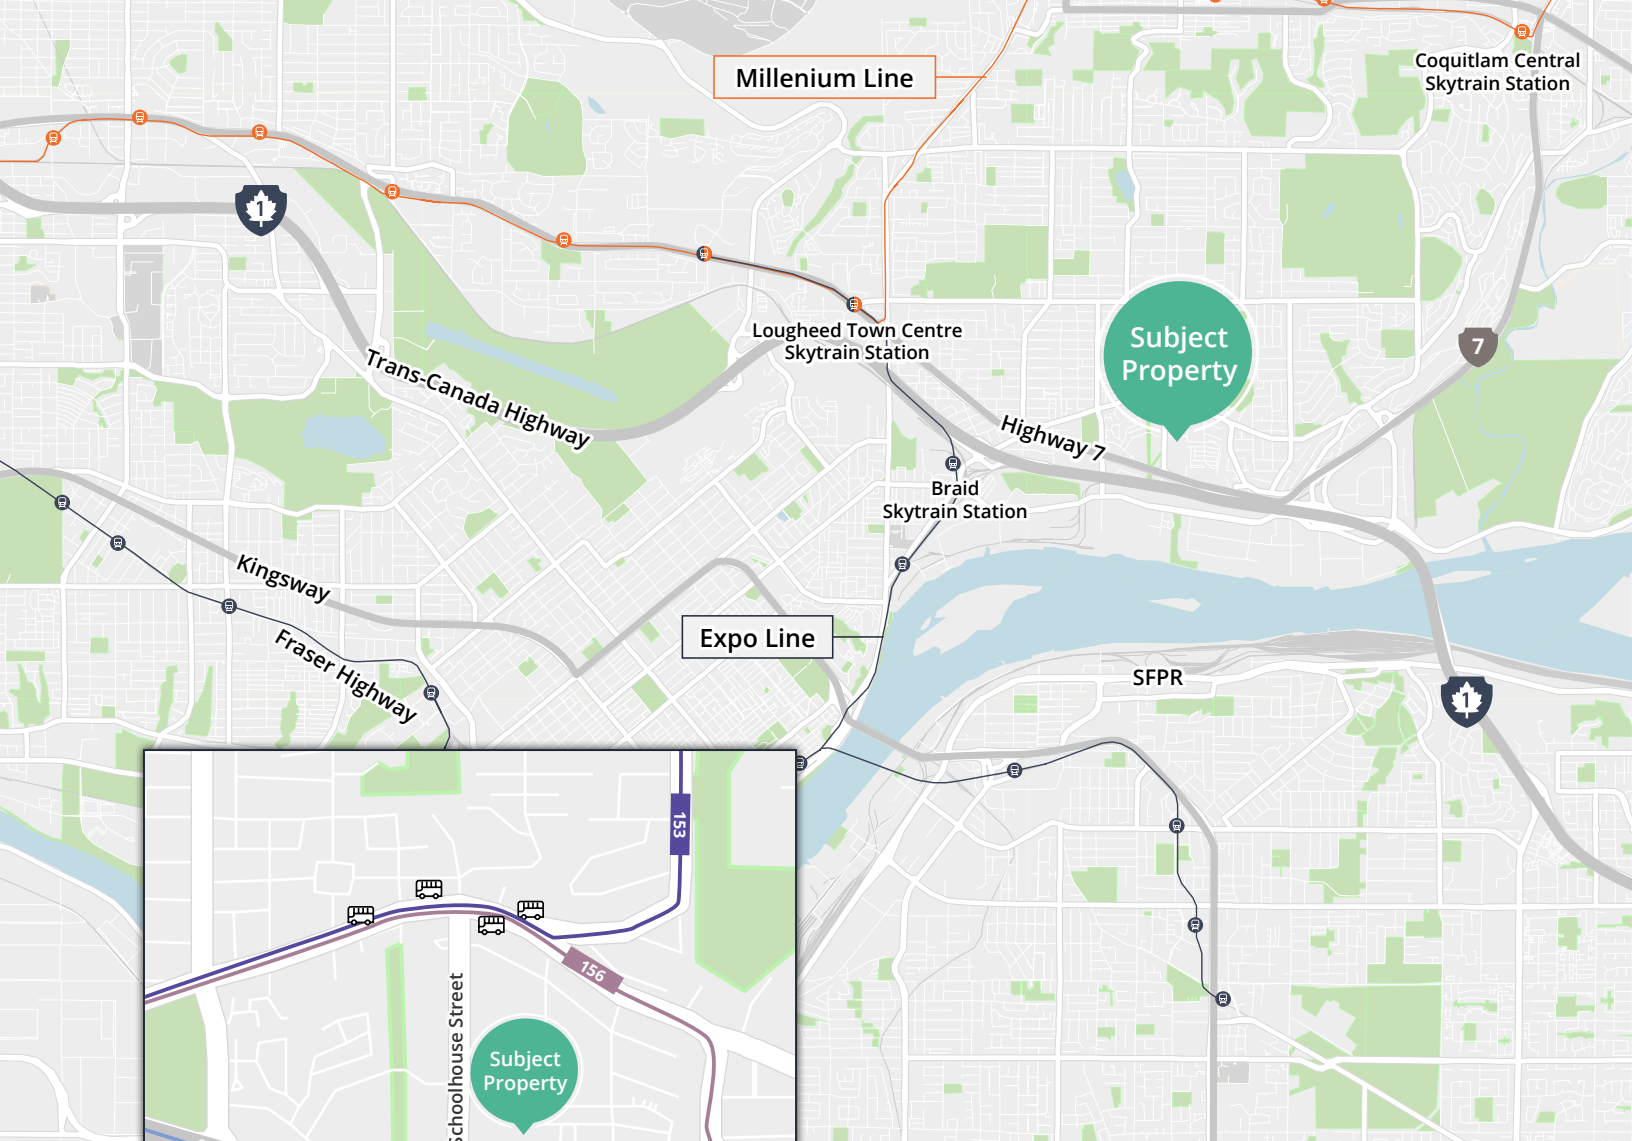 Millenium Line
Coquitlam Central
Skytrain Station
1
Lougheed Town Centre
Skytrain Station
Subject
Property
7
Trans-Canada Highway
Highway 7
Braid
Skytrain Station
Kingsway
Expo Line
Fraser Highway
SFPR
1
153
156
Schoolhouse Street
Subject
Property